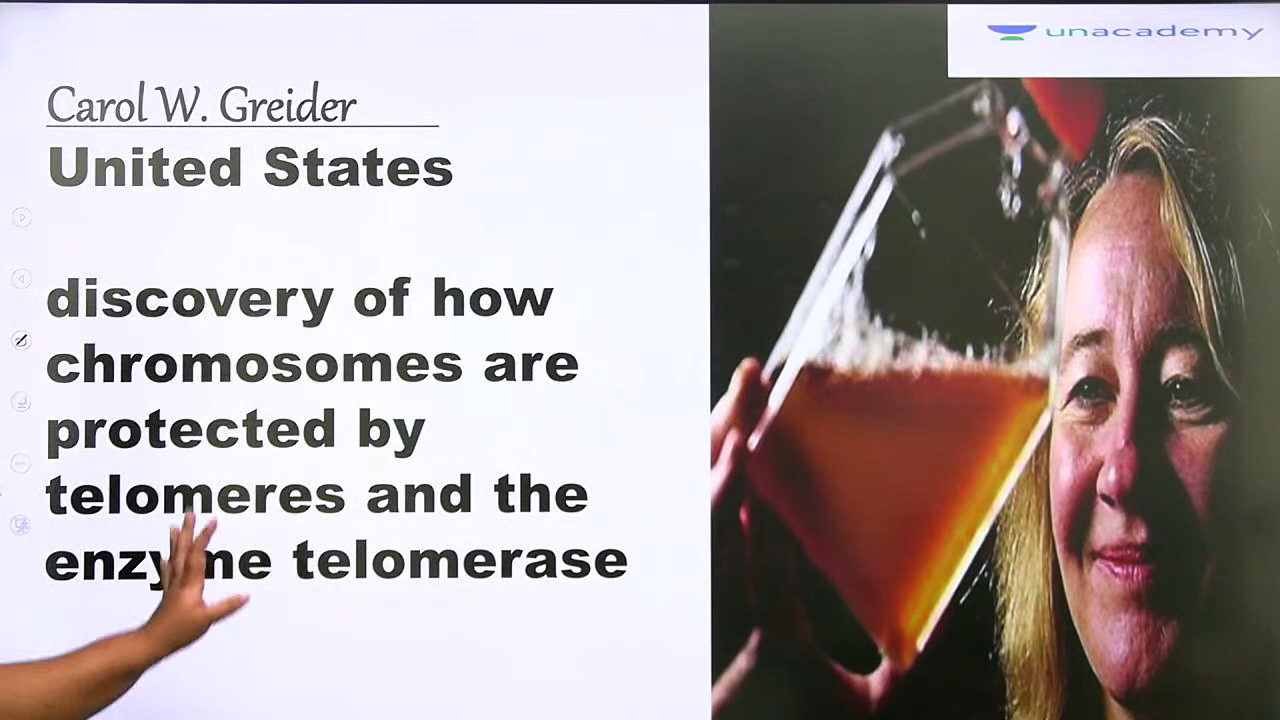 unacademy
Carol W. Greider
United States
discovery of how
chromosomes are
protected by
telomeres and the
enzyme telomerase